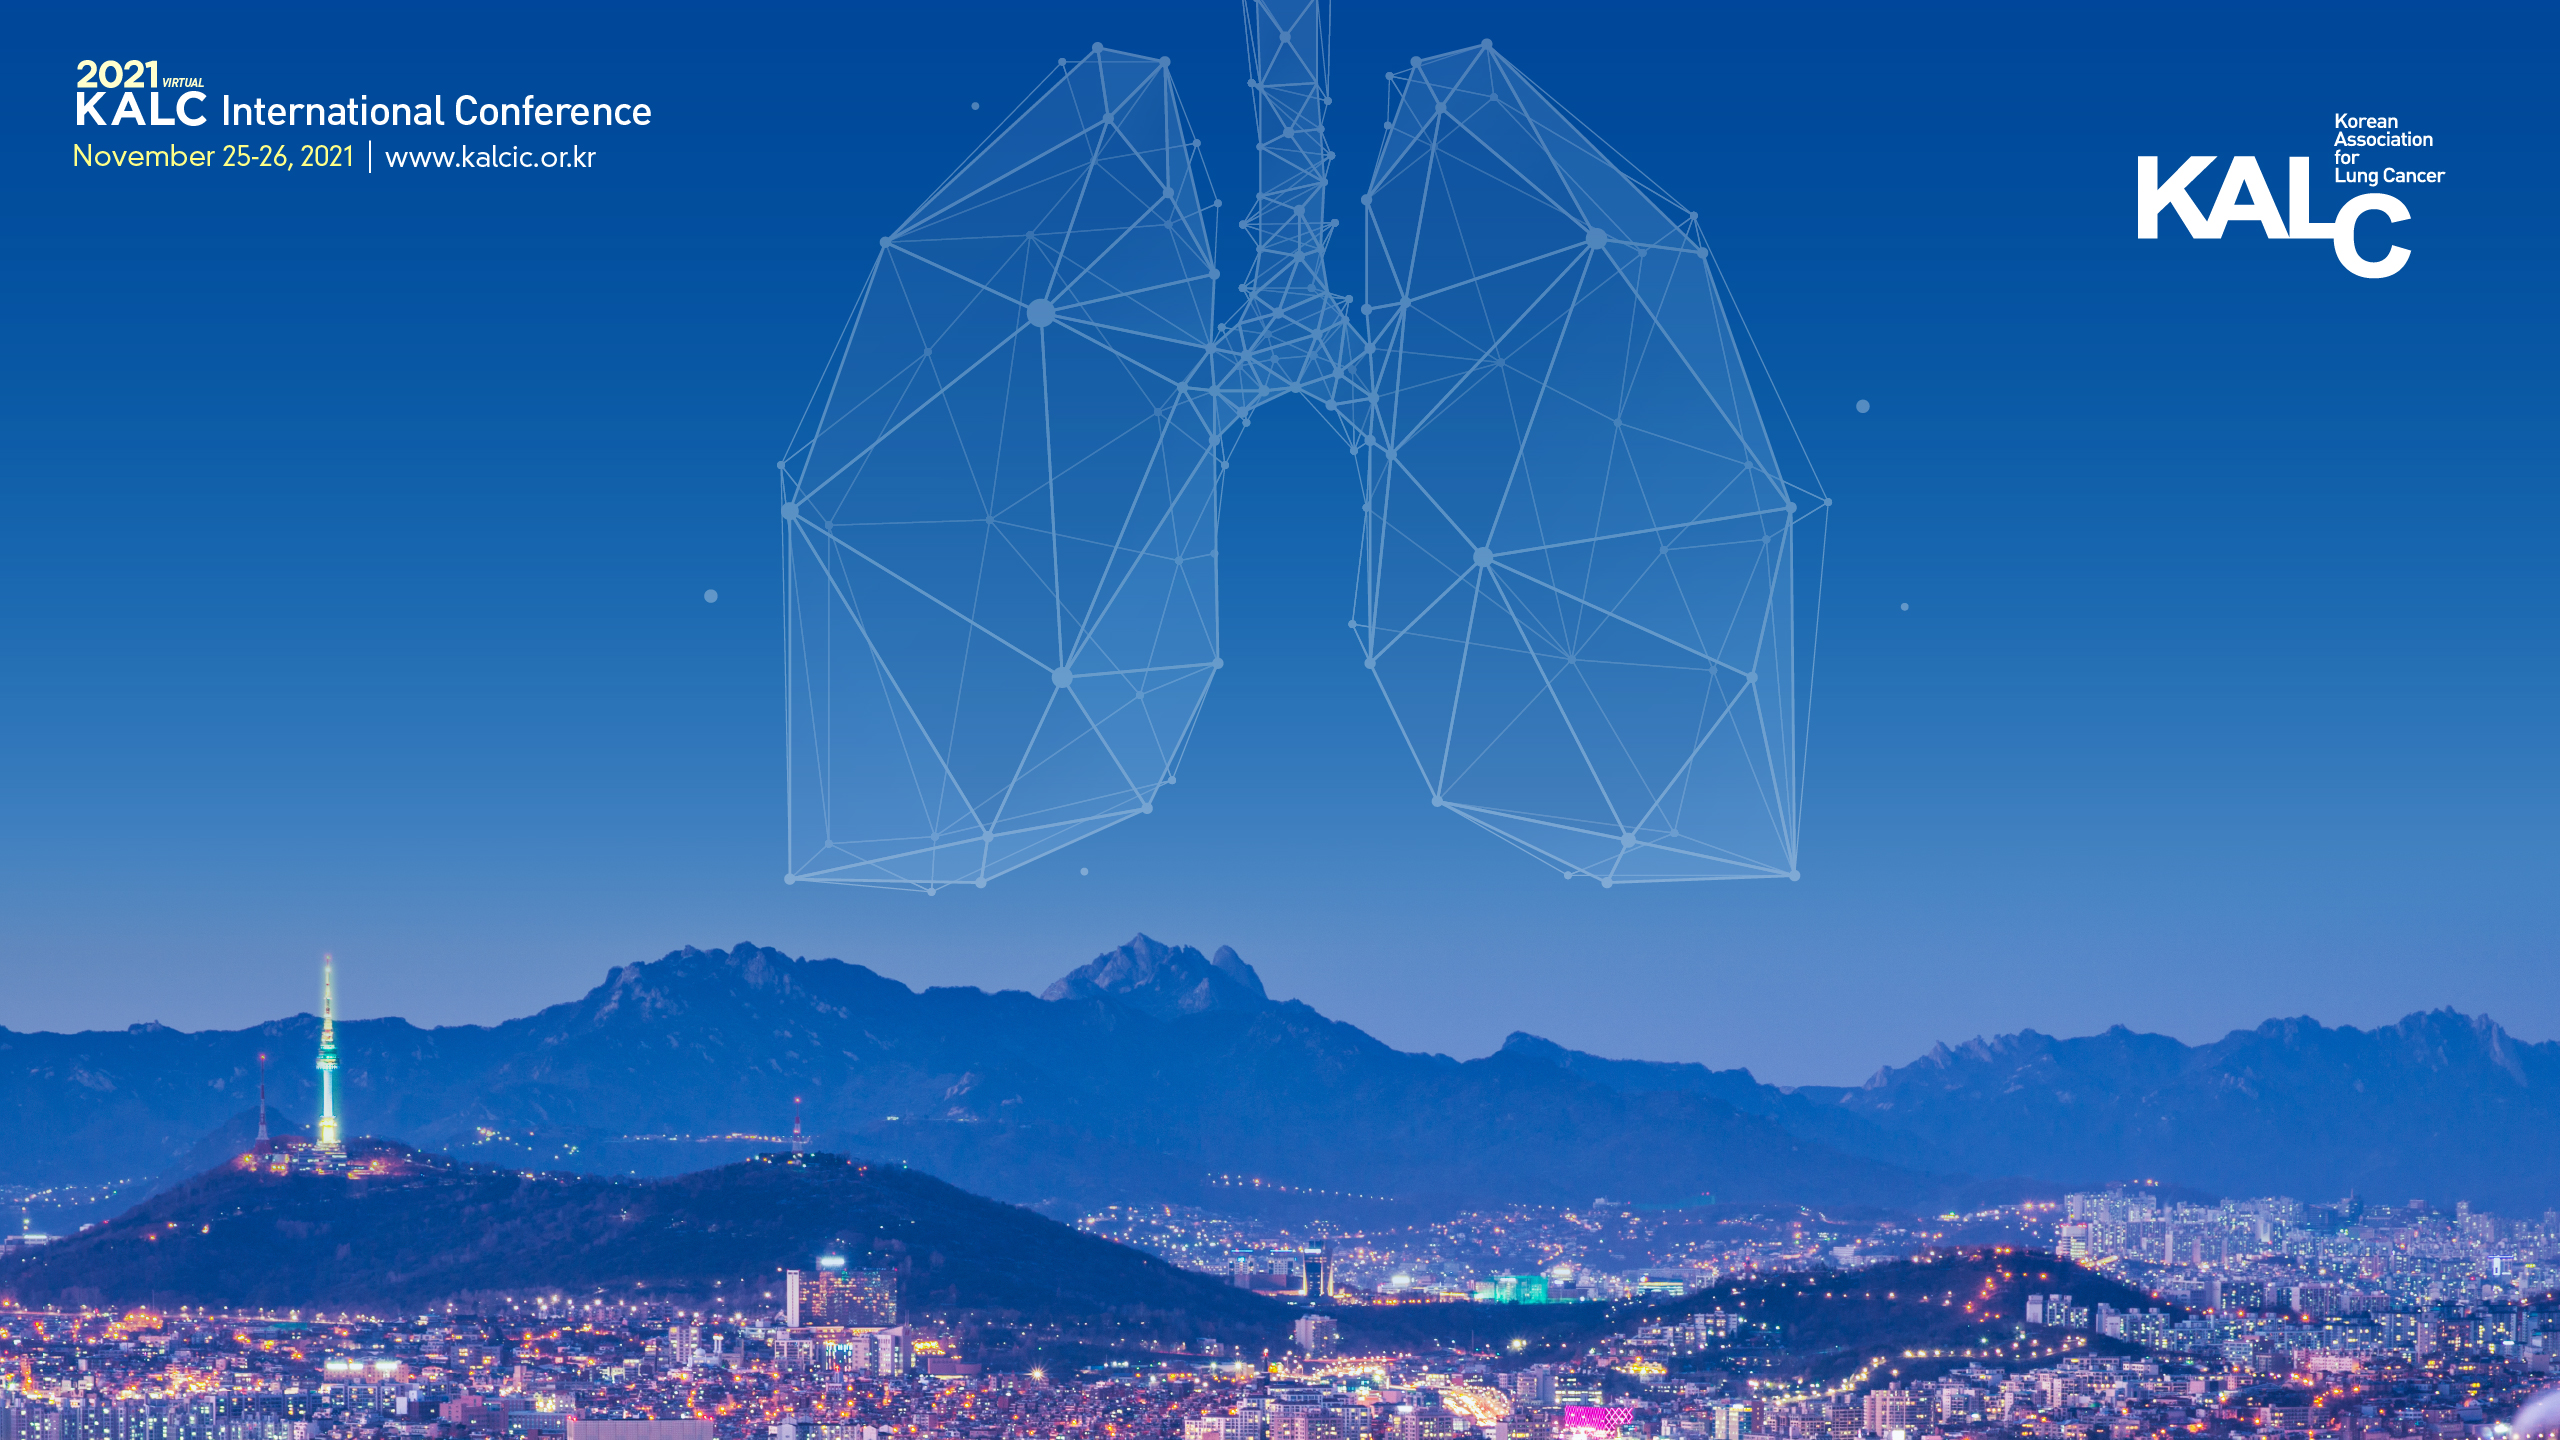 2021 VIRTUAL
KALC International Conference
November 25-26, 2021 | www.kalcic.or.kr
Korean
Association
for
Lung Cancer
KALC